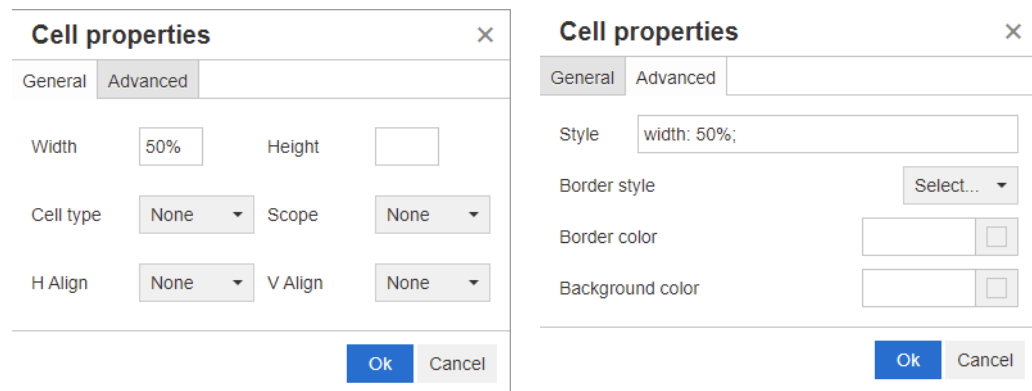 Cell properties ×
General Advanced
Width 50% Height
Cell type None Scope None
H Align None V Align None
Ok Cancel
Cell properties ×
General Advanced
Style width: 50%;
Border style Select...
Border color
Background color
Ok Cancel